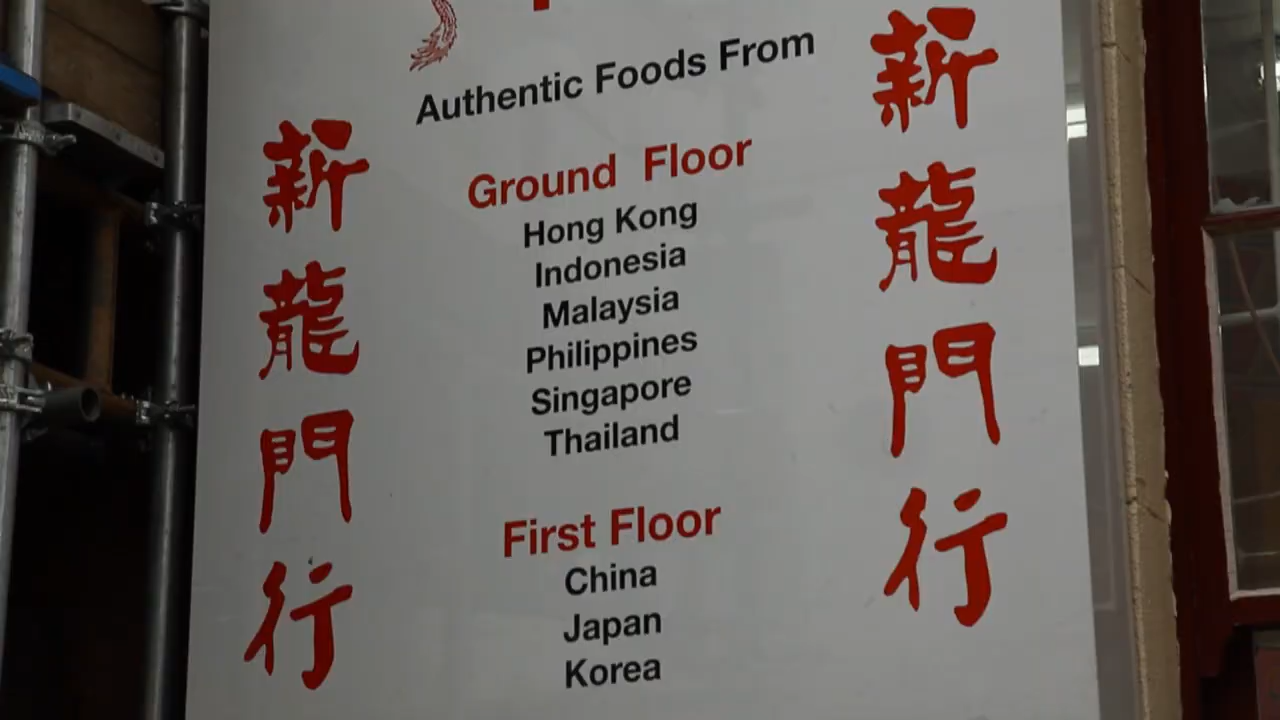 Authentic Foods From
Ground Floor
Hong Kong
Indonesia
Malaysia
Philippines
Singapore
Thailand
First Floor
China
Japan
Korea
新龍門行
新龍門行